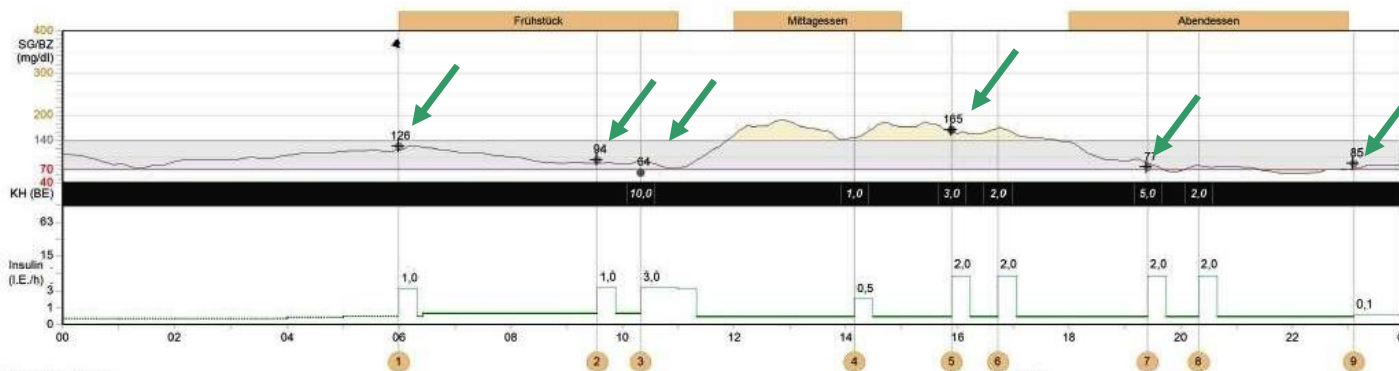 Frühstück Mittagessen Abendessen
400
SG/BZ
(mg/dl)
300
200
165
140
126
94
64
77
85
70
40
KH (BE) 10,0 1,0 3,0 2,0 5,0 2,0
63
15
Insulin
(I.E./h)
1,0 1,0 3,0 0,5 2,0 2,0 2,0 2,0 0,1
3
1
0
00 02 04 06 08 10 12 14 16 18 20 22
1 2 3 4 5 6 7 8 9